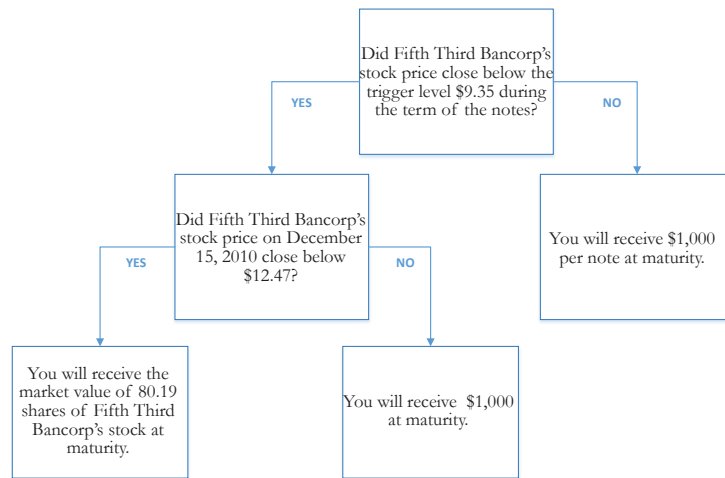 Did Fifth Third Bancorp's
stock price close below the
trigger level $9.35 during
the term of the notes?
YES
NO
Did Fifth Third Bancorp's
stock price on December
15, 2010 close below
$12.47?
You will receive $1,000
per note at maturity.
YES
NO
You will receive the
market value of 80.19
shares of Fifth Third
Bancorp's stock at
maturity.
You will receive $1,000
at maturity.